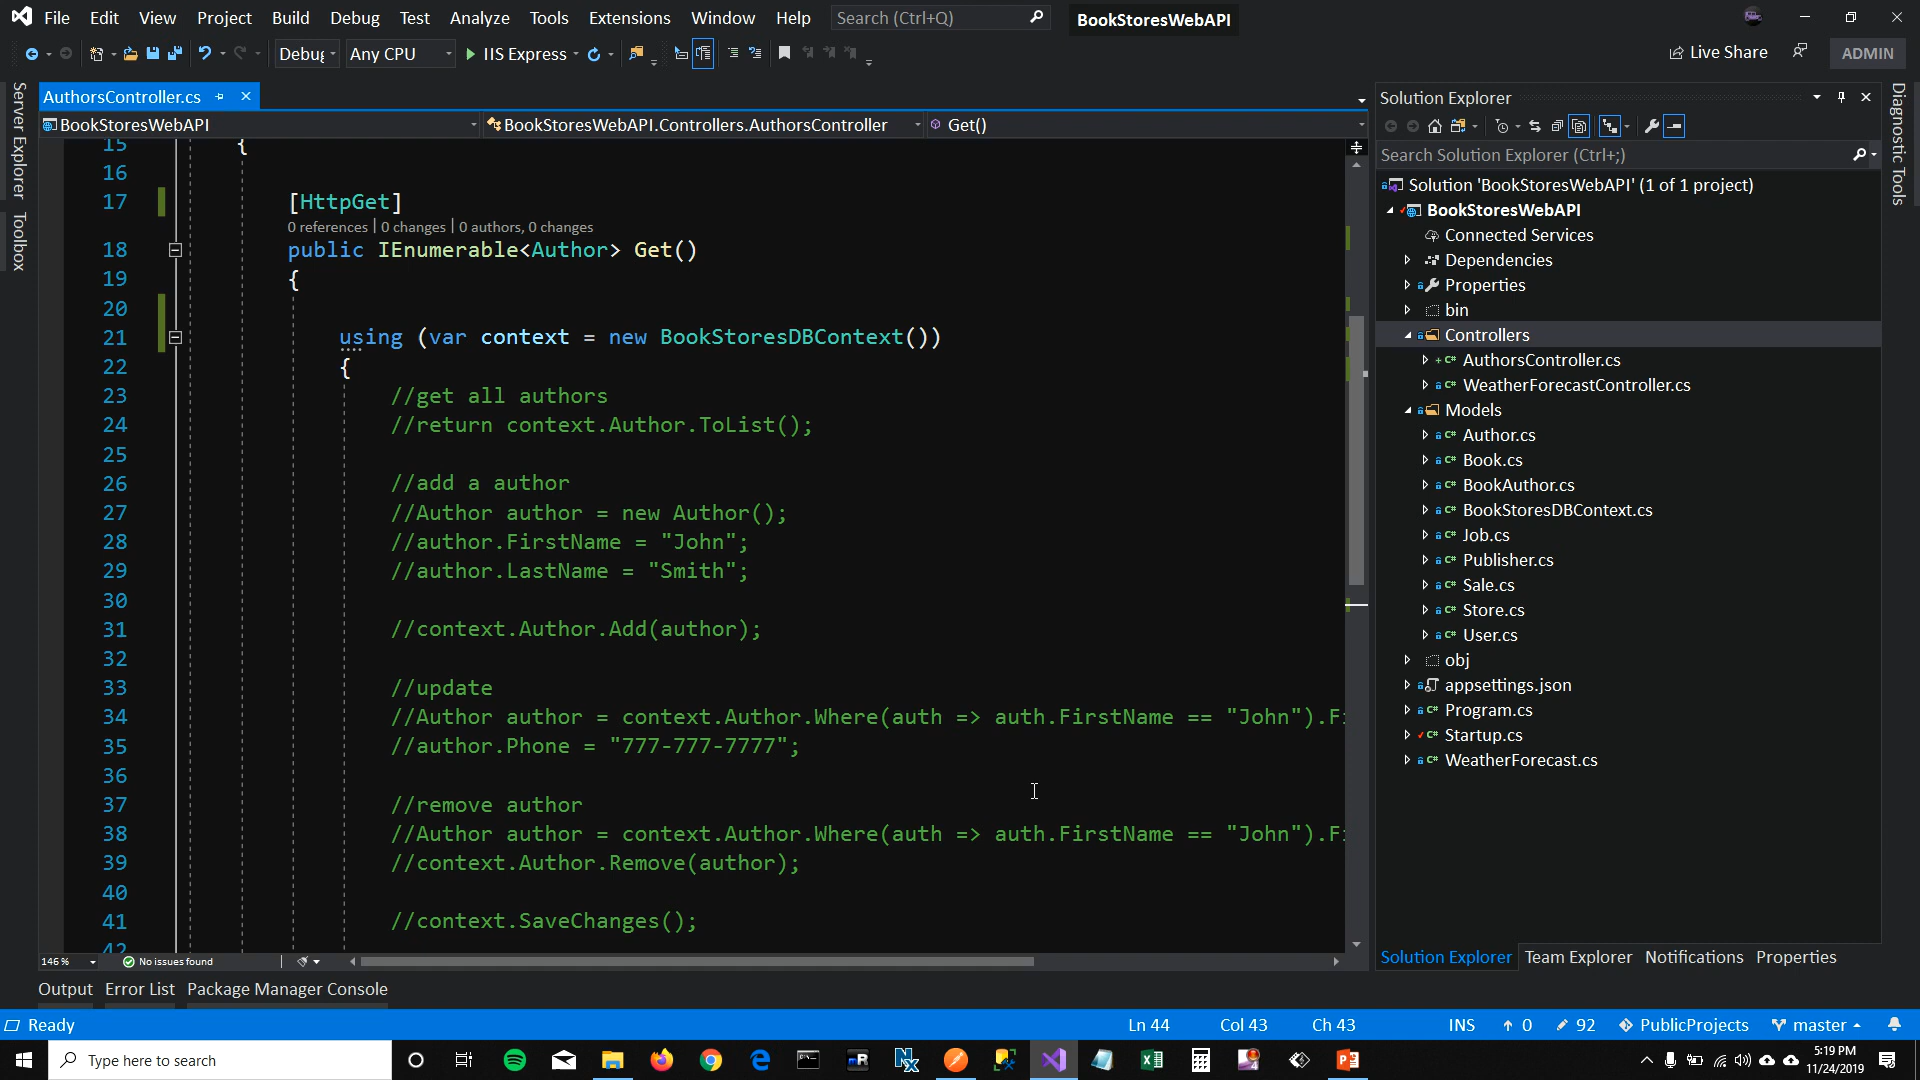 File Edit View Project Build Debug Test Analyze Tools Extensions Window Help Search (Ctrl+Q) BookStoresWebAPI
Debug Any CPU IIS Express Live Share ADMIN
Server Explorer
Toolbox
AuthorsController.cs
BookStoresWebAPI BookStoresWebAPI.Controllers.AuthorsController Get()
15 {
16
17 [HttpGet]
0 references | 0 changes | 0 authors, 0 changes
18 public IEnumerable<Author> Get()
19 {
20
21 using (var context = new BookStoresDBContext())
22 {
23 //get all authors
24 //return context.Author.ToList();
25
26 //add a author
27 //Author author = new Author();
28 //author.FirstName = "John";
29 //author.LastName = "Smith";
30
31 //context.Author.Add(author);
32
33 //update
34 //Author author = context.Author.Where(auth => auth.FirstName == "John").Fi
35 //author.Phone = "777-777-7777";
36
37 //remove author
38 //Author author = context.Author.Where(auth => auth.FirstName == "John").Fi
39 //context.Author.Remove(author);
40
41 //context.SaveChanges();
42
146 % No issues found
Solution Explorer
Search Solution Explorer (Ctrl+;)
Solution 'BookStoresWebAPI' (1 of 1 project)
BookStoresWebAPI
Connected Services
Dependencies
Properties
bin
Controllers
C# AuthorsController.cs
C# WeatherForecastController.cs
Models
C# Author.cs
C# Book.cs
C# BookAuthor.cs
C# BookStoresDBContext.cs
C# Job.cs
C# Publisher.cs
C# Sale.cs
C# Store.cs
C# User.cs
obj
appsettings.json
C# Program.cs
C# Startup.cs
C# WeatherForecast.cs
Solution Explorer Team Explorer Notifications Properties
Diagnostic Tools
Output Error List Package Manager Console
Ready Ln 44 Col 43 Ch 43 INS 0 92 PublicProjects master
Type here to search 5:19 PM
11/24/2019